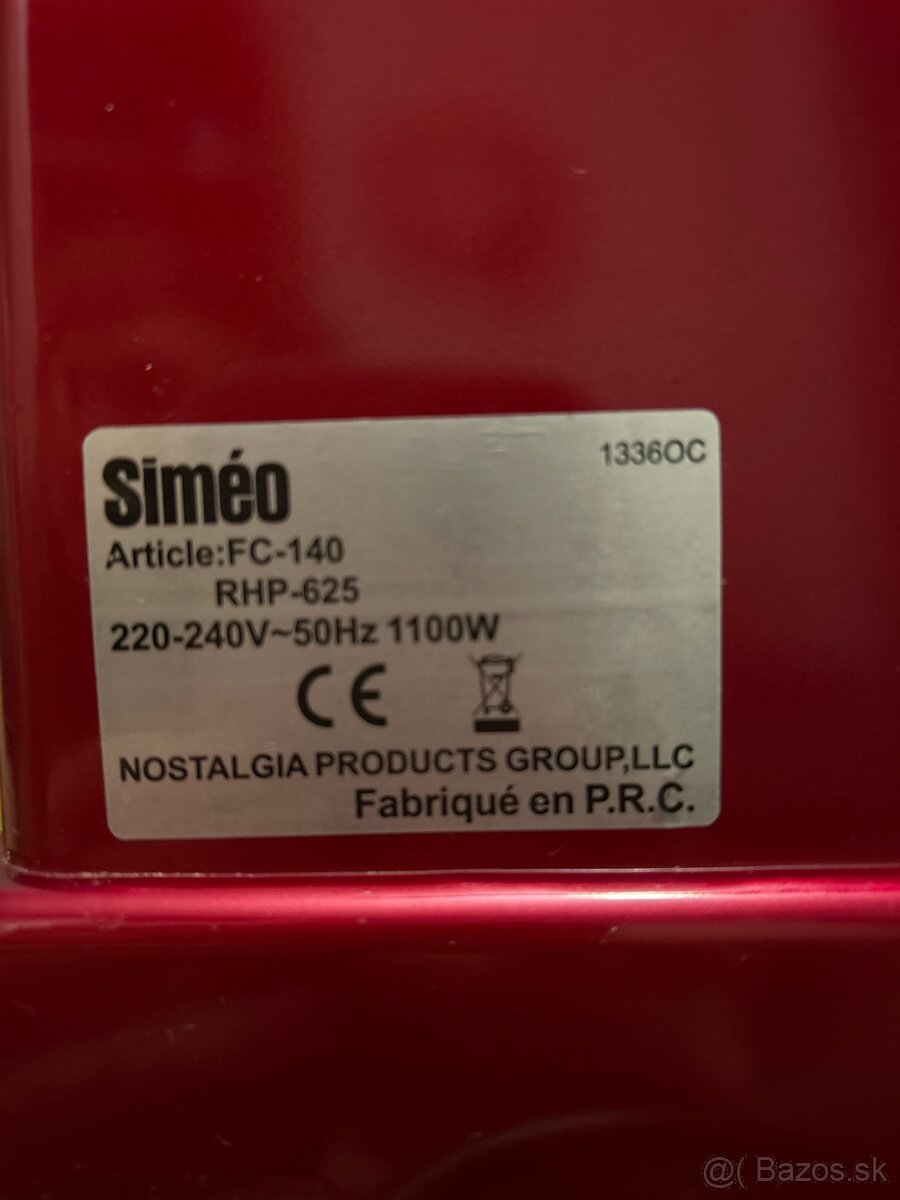 Siméo
1336OC
Article:FC-140
RHP-625
220-240V~50Hz 1100W
CE
NOSTALGIA PRODUCTS GROUP,LLC
Fabriqué en P.R.C.
@( Bazos.sk